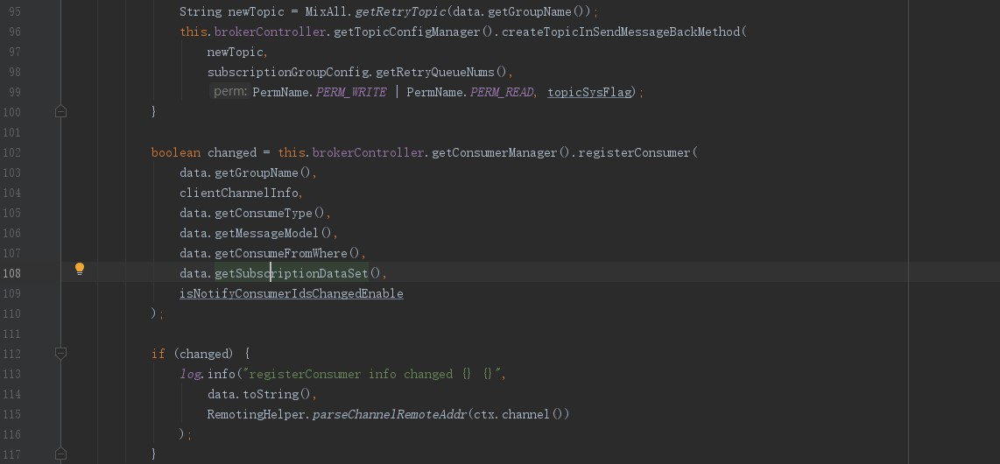 95 String newTopic = MixAll.getRetryTopic(data.getGroupName());
96 this.brokerController.getTopicConfigManager().createTopicInSendMessageBackMethod(
97 newTopic,
98 subscriptionGroupConfig.getRetryQueueNums(),
99 perm: PermName.PERM_WRITE | PermName.PERM_READ, topicSysFlag);
100 }
101
102 boolean changed = this.brokerController.getConsumerManager().registerConsumer(
103 data.getGroupName(),
104 clientChannelInfo,
105 data.getConsumeType(),
106 data.getMessageModel(),
107 data.getConsumeFromWhere(),
108 data.getSubscriptionDataSet(),
109 isNotifyConsumerIdsChangedEnable
110 );
111
112 if (changed) {
113 log.info("registerConsumer info changed {} {}",
114 data.toString(),
115 RemotingHelper.parseChannelRemoteAddr(ctx.channel())
116 );
117 }